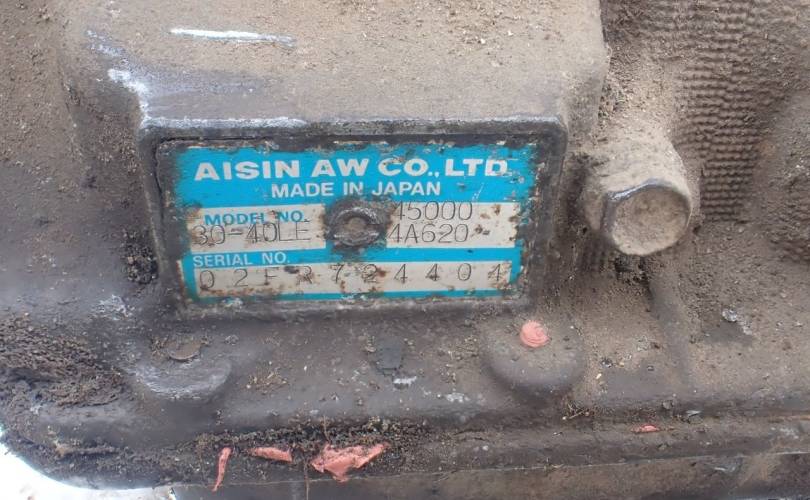 AISIN AW CO., LTD
MADE IN JAPAN
MODEL NO. 45000
30-40LE 4A620
SERIAL NO.
02FR724404